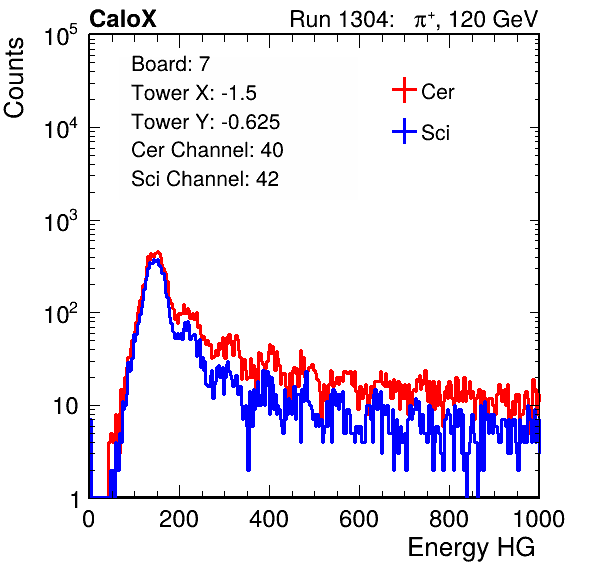 CaloX Run 1304: π⁺, 120 GeV
Counts
Board: 7
Tower X: -1.5
Tower Y: -0.625
Cer Channel: 40
Sci Channel: 42
Cer
Sci
10⁵
10⁴
10³
10²
10
1
0 200 400 600 800 1000
Energy HG